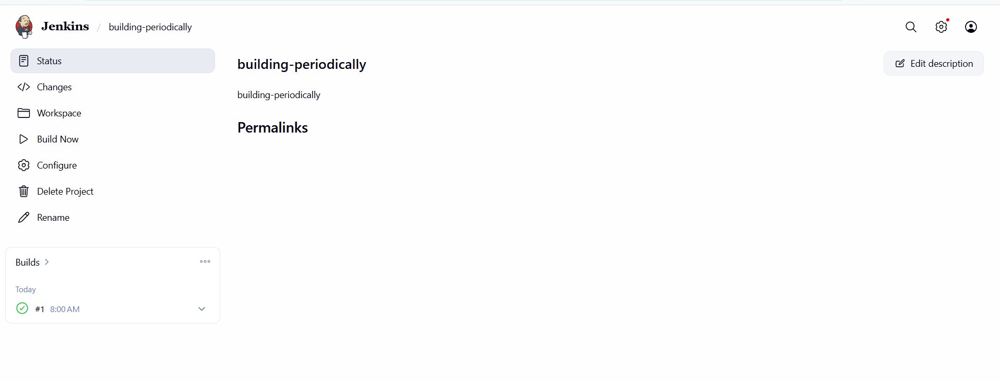 Jenkins / building-periodically
Status
Changes
Workspace
Build Now
Configure
Delete Project
Rename
Builds
Today
#1 8:00 AM
building-periodically
Edit description
building-periodically
Permalinks